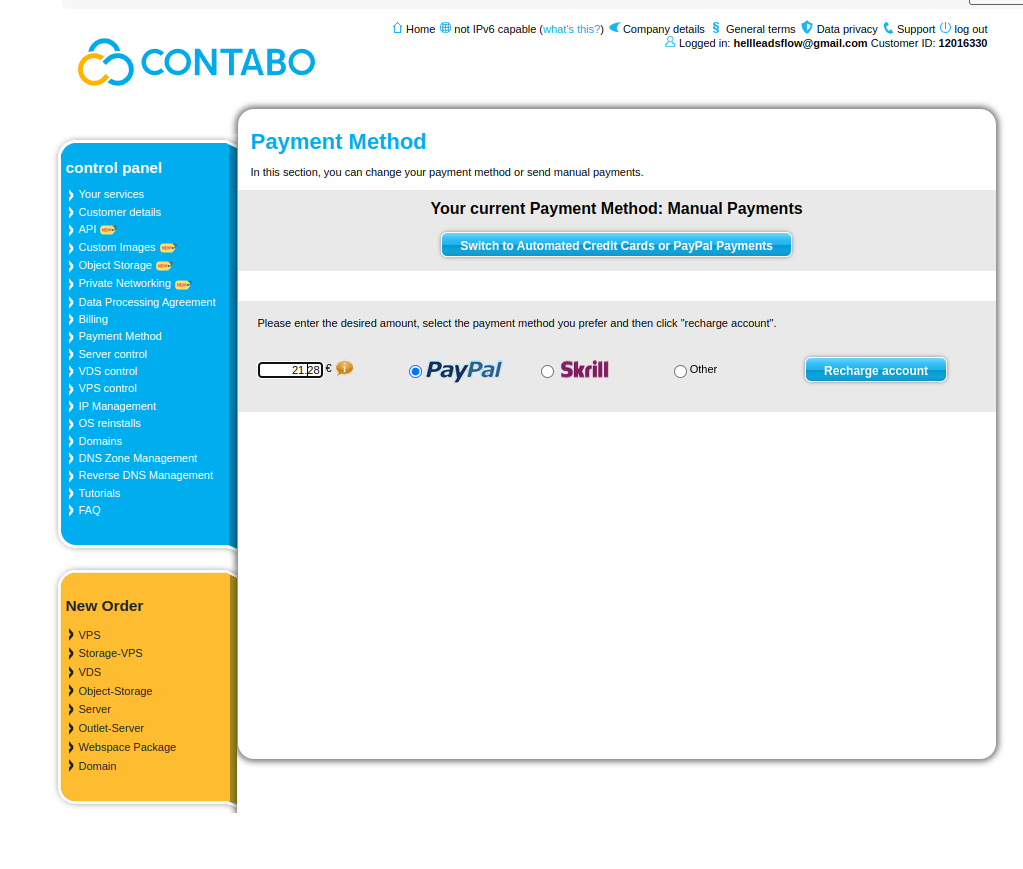 Home not IPv6 capable (what's this?) Company details § General terms Data privacy Support log out
Logged in: hellleadsflow@gmail.com Customer ID: 12016330
CONTABO
Payment Method
In this section, you can change your payment method or send manual payments.
Your current Payment Method: Manual Payments
Switch to Automated Credit Cards or PayPal Payments
Please enter the desired amount, select the payment method you prefer and then click "recharge account".
21.28 € PayPal Skrill Other Recharge account
control panel
Your services
Customer details
API NEW
Custom Images NEW
Object Storage NEW
Private Networking NEW
Data Processing Agreement
Billing
Payment Method
Server control
VDS control
VPS control
IP Management
OS reinstalls
Domains
DNS Zone Management
Reverse DNS Management
Tutorials
FAQ
New Order
VPS
Storage-VPS
VDS
Object-Storage
Server
Outlet-Server
Webspace Package
Domain